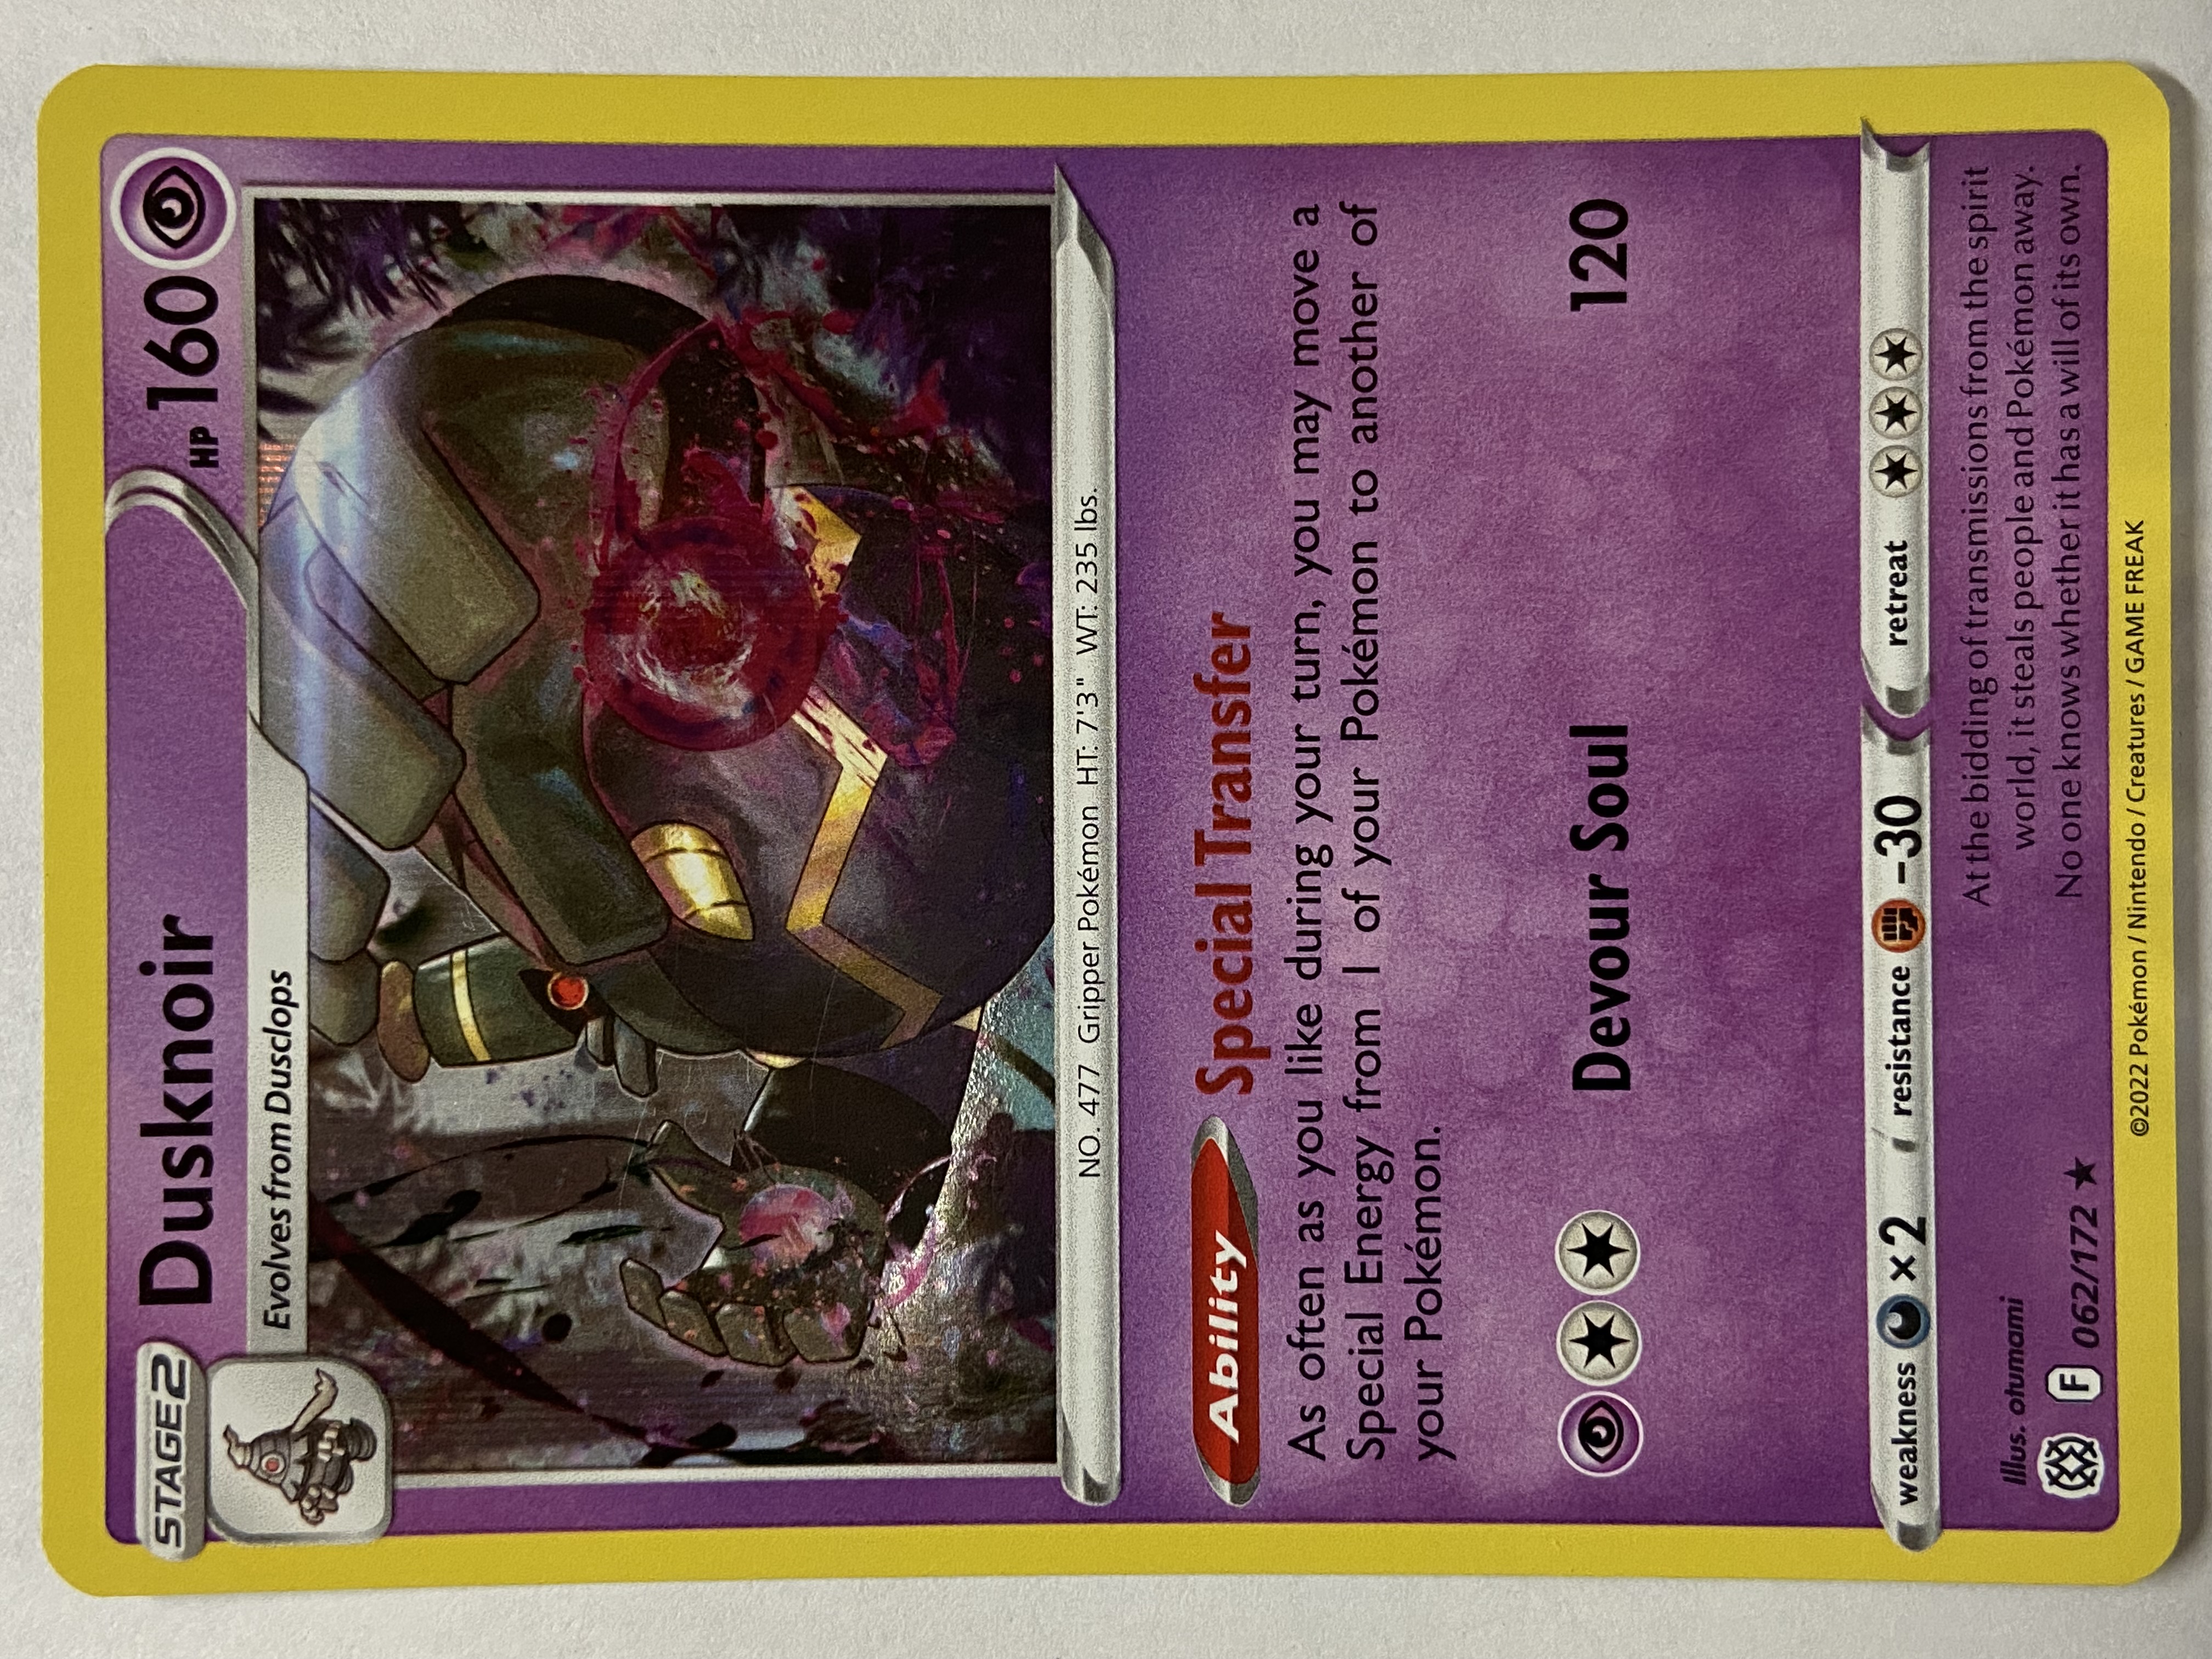 STAGE 2
Dusknoir
HP 160
Evolves from Dusclops
NO. 477 Gripper Pokémon HT: 7'3" WT: 235 lbs.
Ability Special Transfer
As often as you like during your turn, you may move a
Special Energy from 1 of your Pokémon to another of
your Pokémon.
Devour Soul 120
weakness ×2 resistance -30 retreat
At the bidding of transmissions from the spirit
world, it steals people and Pokémon away.
No one knows whether it has a will of its own.
Illus. otumami
F 062/172 ★
©2022 Pokémon / Nintendo / Creatures / GAME FREAK